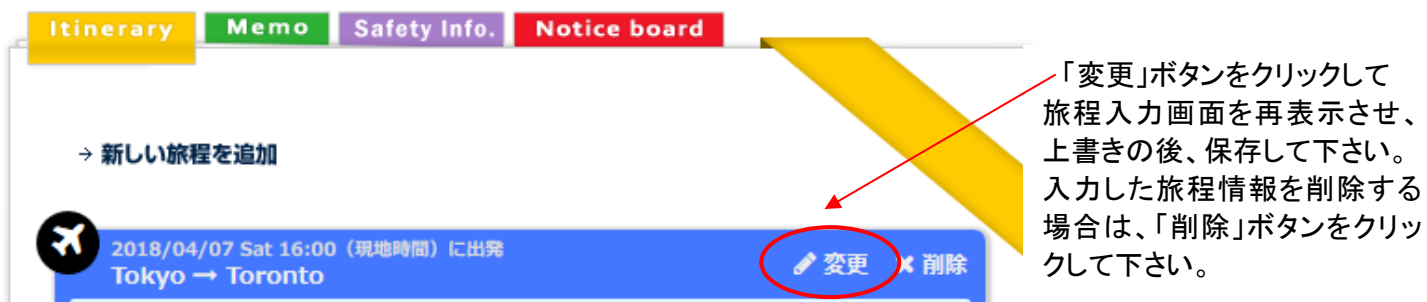 Itinerary Memo Safety Info. Notice board
→ 新しい旅程を追加
2018/04/07 Sat 16:00（現地時間）に出発
Tokyo → Toronto
変更 ✖ 削除
「変更」ボタンをクリックして
旅程入力画面を再表示させ、
上書きの後、保存して下さい。
入力した旅程情報を削除する
場合は、「削除」ボタンをクリッ
クして下さい。